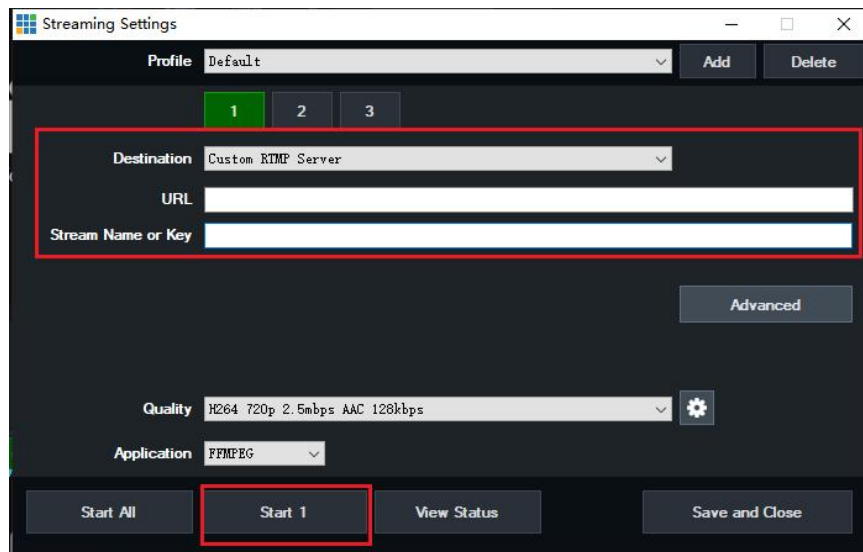 Streaming Settings
Profile Default Add Delete
1 2 3
Destination Custom RTMP Server
URL
Stream Name or Key
Advanced
Quality H264 720p 2.5mbps AAC 128kbps
Application FFMPEG
Start All Start 1 View Status Save and Close